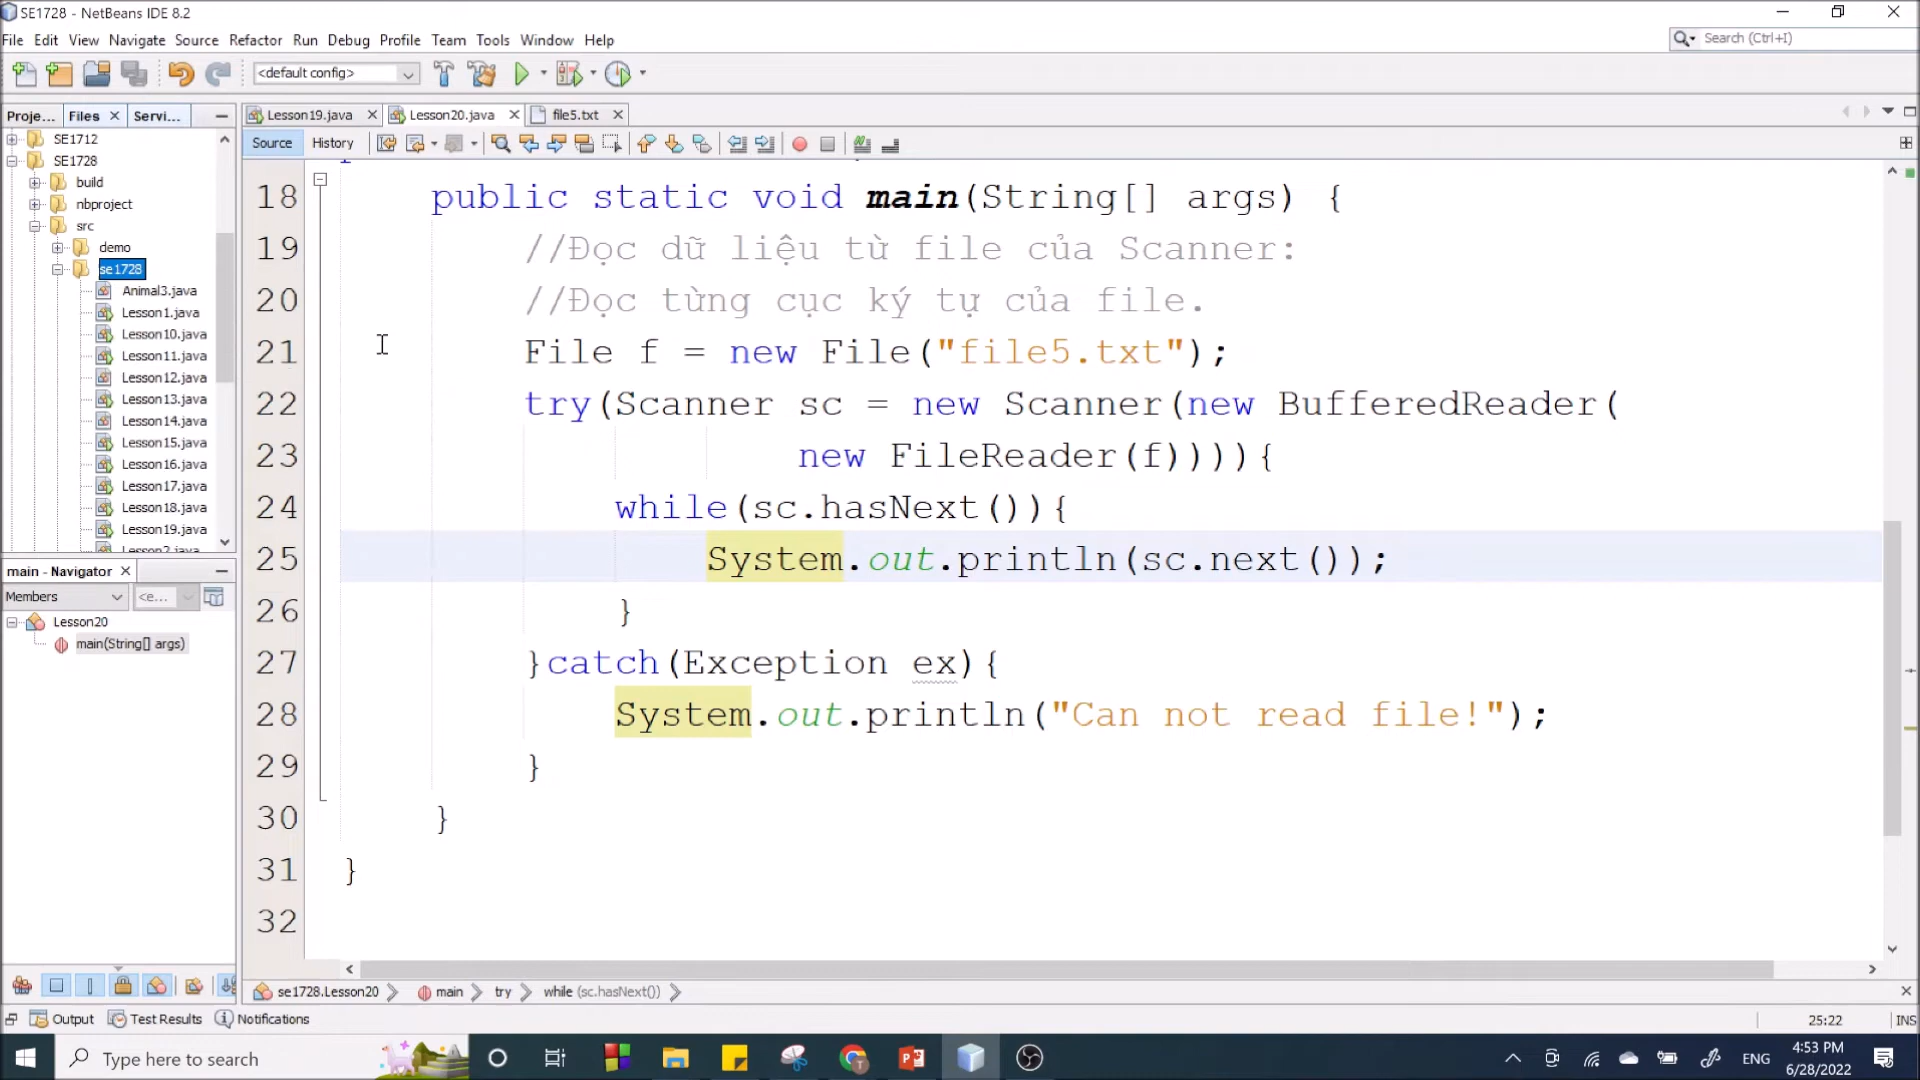 SE1728 - NetBeans IDE 8.2
File Edit View Navigate Source Refactor Run Debug Profile Team Tools Window Help
Search (Ctrl+I)
<default config>
Proje... Files Servi...
Lesson19.java Lesson20.java file5.txt
Source History
SE1712
SE1728
build
nbproject
src
demo
se1728
Animal3.java
Lesson1.java
Lesson10.java
Lesson11.java
Lesson12.java
Lesson13.java
Lesson14.java
Lesson15.java
Lesson16.java
Lesson17.java
Lesson18.java
Lesson19.java
Lesson2.java
main - Navigator
Members <e...
Lesson20
main(String[] args)
18 public static void main(String[] args) {
19 //Đọc dữ liệu từ file của Scanner:
20 //Đọc từng cục ký tự của file.
21 File f = new File("file5.txt");
22 try(Scanner sc = new Scanner(new BufferedReader(
23 new FileReader(f)))){
24 while(sc.hasNext()){
25 System.out.println(sc.next());
26 }
27 }catch(Exception ex){
28 System.out.println("Can not read file!");
29 }
30 }
31 }
32
se1728.Lesson20 main try while (sc.hasNext())
Output Test Results Notifications
25:22 INS
Type here to search
ENG
4:53 PM
6/28/2022